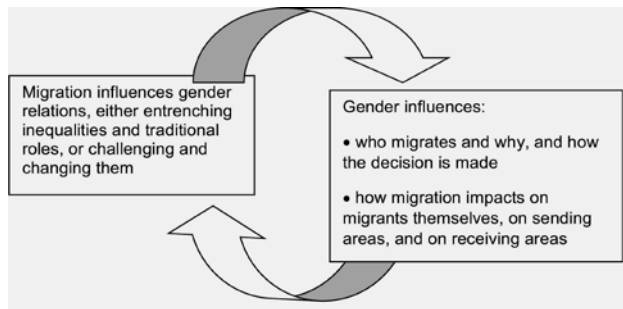 Migration influences gender
relations, either entrenching
inequalities and traditional
roles, or challenging and
changing them
Gender influences:
• who migrates and why, and how
the decision is made
• how migration impacts on
migrants themselves, on sending
areas, and on receiving areas